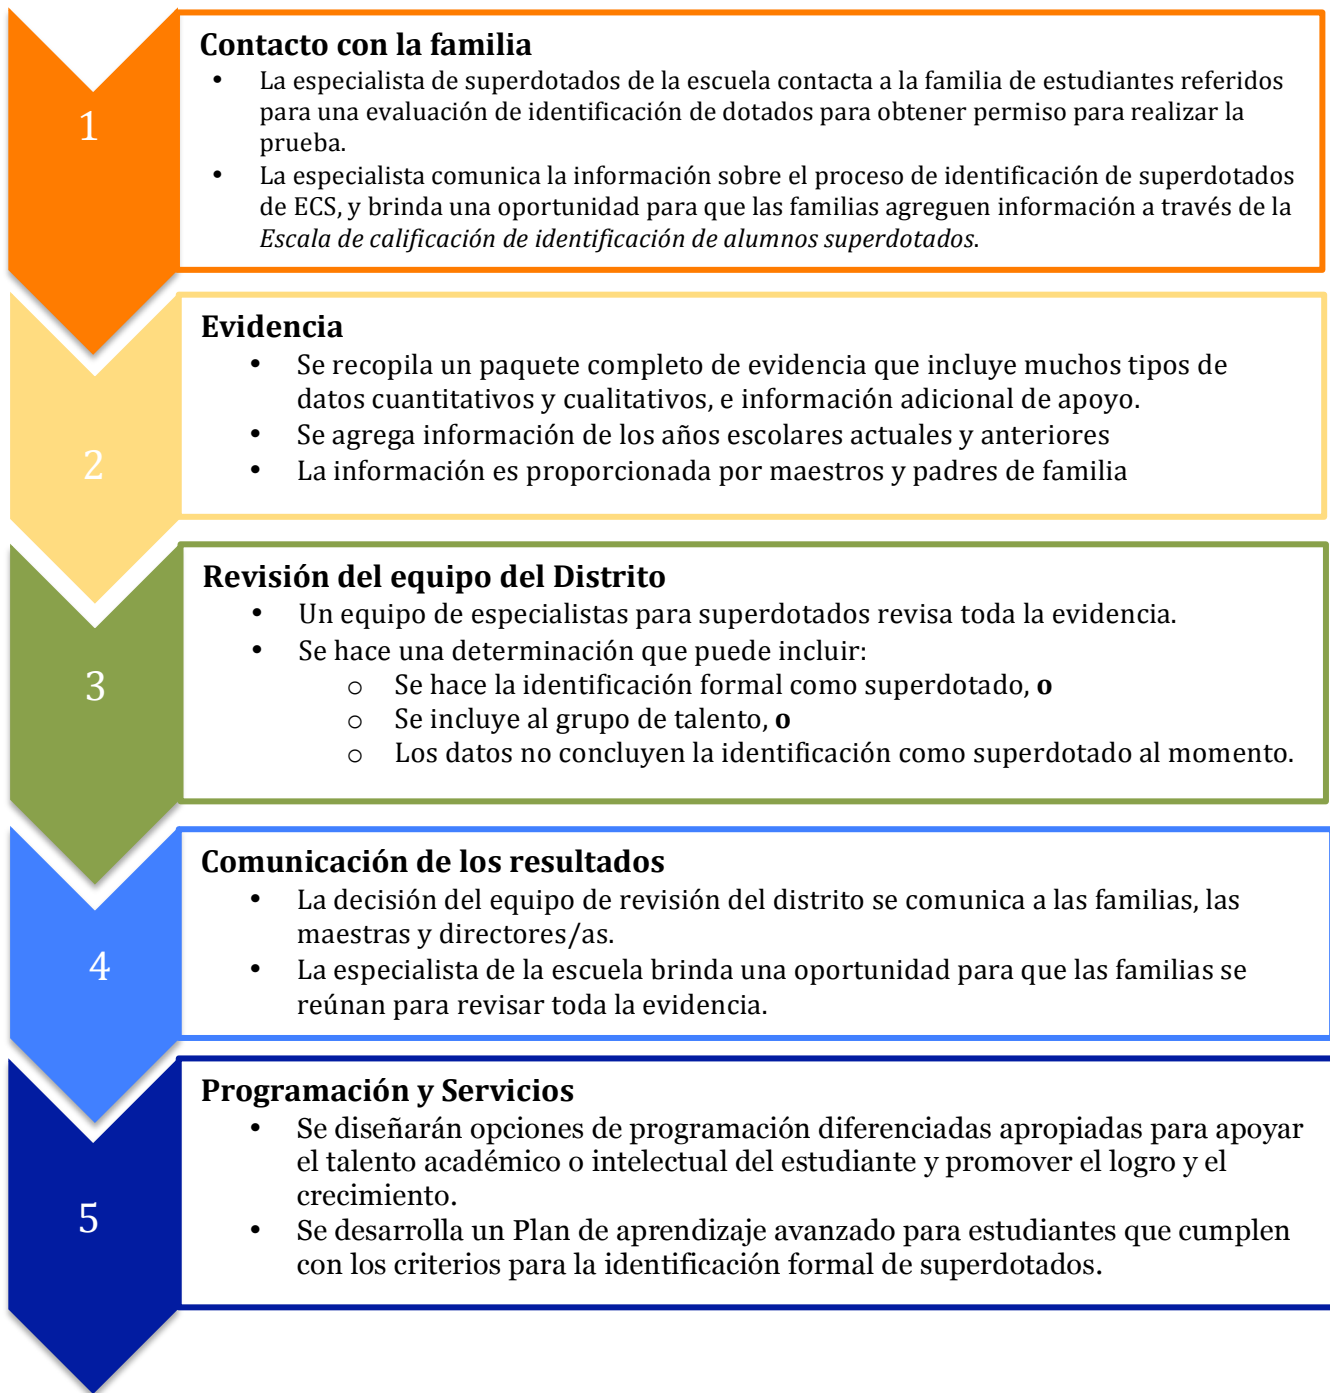 1
Contacto con la familia
• La especialista de superdotados de la escuela contacta a la familia de estudiantes referidos
para una evaluación de identificación de dotados para obtener permiso para realizar la
prueba.
• La especialista comunica la información sobre el proceso de identificación de superdotados
de ECS, y brinda una oportunidad para que las familias agreguen información a través de la
Escala de calificación de identificación de alumnos superdotados.
2
Evidencia
• Se recopila un paquete completo de evidencia que incluye muchos tipos de
datos cuantitativos y cualitativos, e información adicional de apoyo.
• Se agrega información de los años escolares actuales y anteriores
• La información es proporcionada por maestros y padres de familia
3
Revisión del equipo del Distrito
• Un equipo de especialistas para superdotados revisa toda la evidencia.
• Se hace una determinación que puede incluir:
o Se hace la identificación formal como superdotado, o
o Se incluye al grupo de talento, o
o Los datos no concluyen la identificación como superdotado al momento.
4
Comunicación de los resultados
• La decisión del equipo de revisión del distrito se comunica a las familias, las
maestras y directores/as.
• La especialista de la escuela brinda una oportunidad para que las familias se
reúnan para revisar toda la evidencia.
5
Programación y Servicios
• Se diseñarán opciones de programación diferenciadas apropiadas para apoyar
el talento académico o intelectual del estudiante y promover el logro y el
crecimiento.
• Se desarrolla un Plan de aprendizaje avanzado para estudiantes que cumplen
con los criterios para la identificación formal de superdotados.